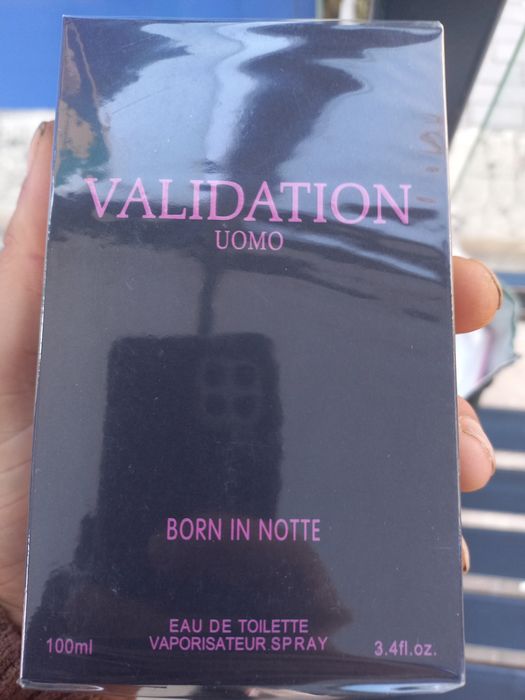 VALIDATION
UOMO
BORN IN NOTTE
EAU DE TOILETTE
100ml VAPORISATEUR SPRAY 3.4fl.oz.